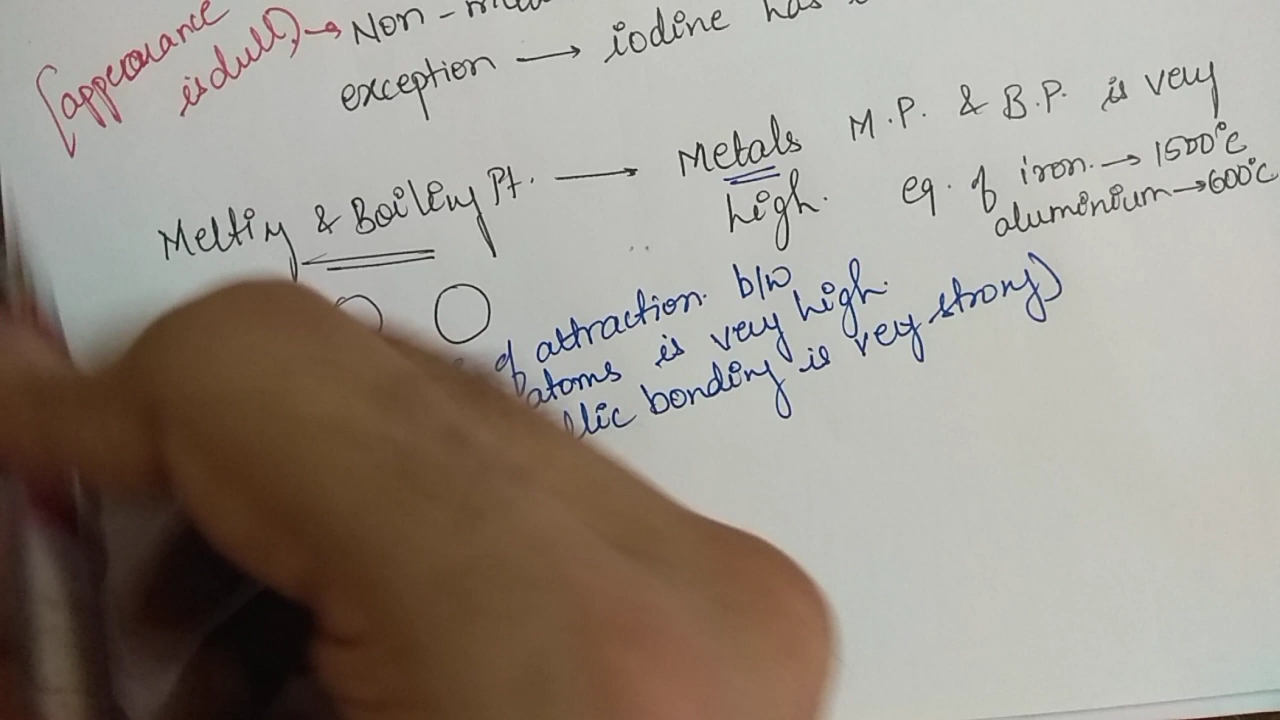 [appearance
is dull) → Non-
exception → iodine has
Melting & Boiling Pt. → Metals M.P. & B.P. is very
high. eg. of iron. → 1500°C
aluminium → 600°C
of attraction b/w
atoms is very high.
llic bonding is very strong)